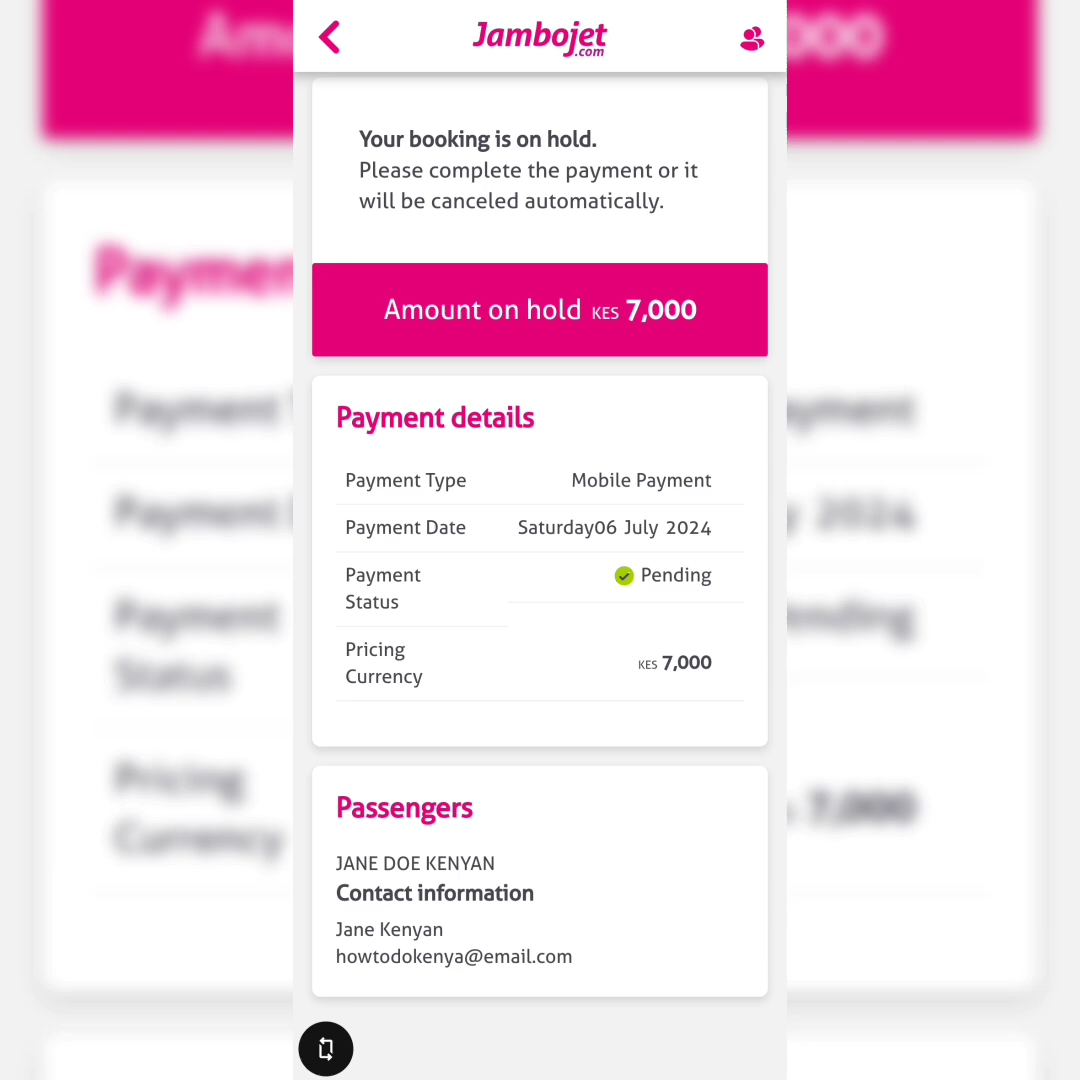 Jambojet
.com
Your booking is on hold.
Please complete the payment or it
will be canceled automatically.
Amount on hold KES 7,000
Payment details
Payment Type Mobile Payment
Payment Date Saturday06 July 2024
Payment Status Pending
Pricing Currency KES 7,000
Passengers
JANE DOE KENYAN
Contact information
Jane Kenyan
howtodokenya@email.com